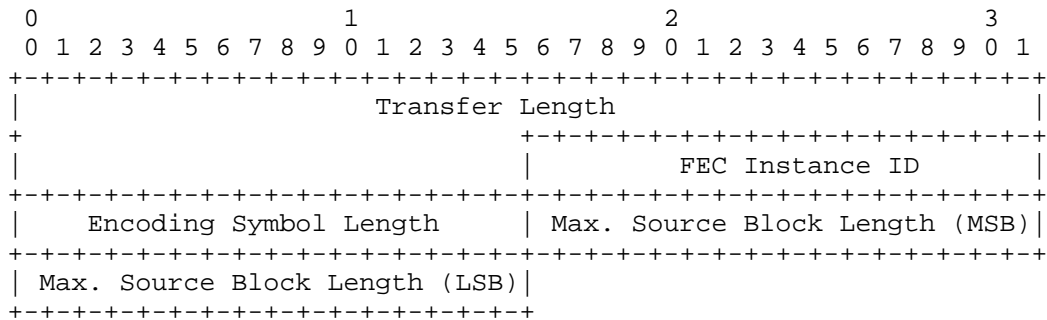 0                   1                   2                   3
 0 1 2 3 4 5 6 7 8 9 0 1 2 3 4 5 6 7 8 9 0 1 2 3 4 5 6 7 8 9 0 1
+-+-+-+-+-+-+-+-+-+-+-+-+-+-+-+-+-+-+-+-+-+-+-+-+-+-+-+-+-+-+-+-+
|                      Transfer Length                          |
+                               +-+-+-+-+-+-+-+-+-+-+-+-+-+-+-+-+
|                               |         FEC Instance ID       |
+-+-+-+-+-+-+-+-+-+-+-+-+-+-+-+-+-+-+-+-+-+-+-+-+-+-+-+-+-+-+-+-+
|    Encoding Symbol Length     | Max. Source Block Length (MSB)|
+-+-+-+-+-+-+-+-+-+-+-+-+-+-+-+-+-+-+-+-+-+-+-+-+-+-+-+-+-+-+-+-+
| Max. Source Block Length (LSB)|
+-+-+-+-+-+-+-+-+-+-+-+-+-+-+-+-+